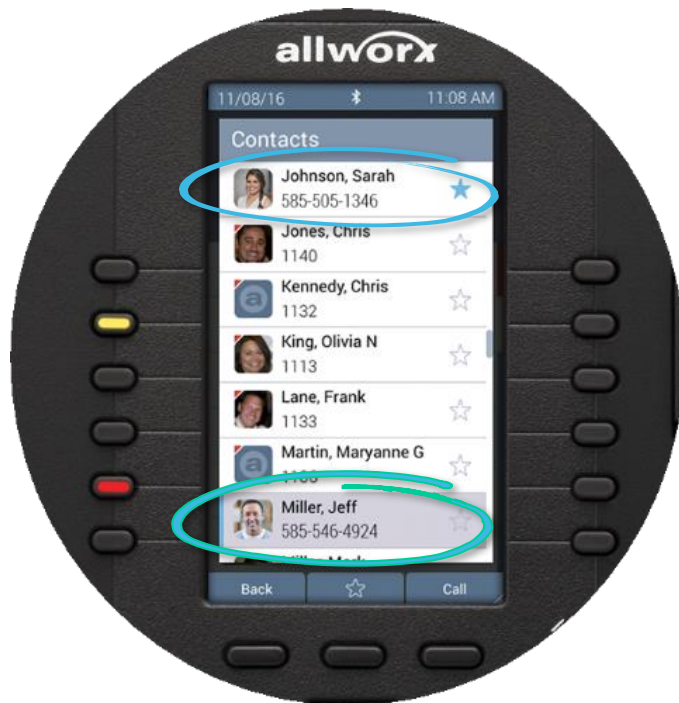 allworx
11/08/16 11:08 AM
Contacts
Johnson, Sarah
585-505-1346
Jones, Chris
1140
Kennedy, Chris
1132
King, Olivia N
1113
Lane, Frank
1133
Martin, Maryanne G
Miller, Jeff
585-546-4924
Back Call